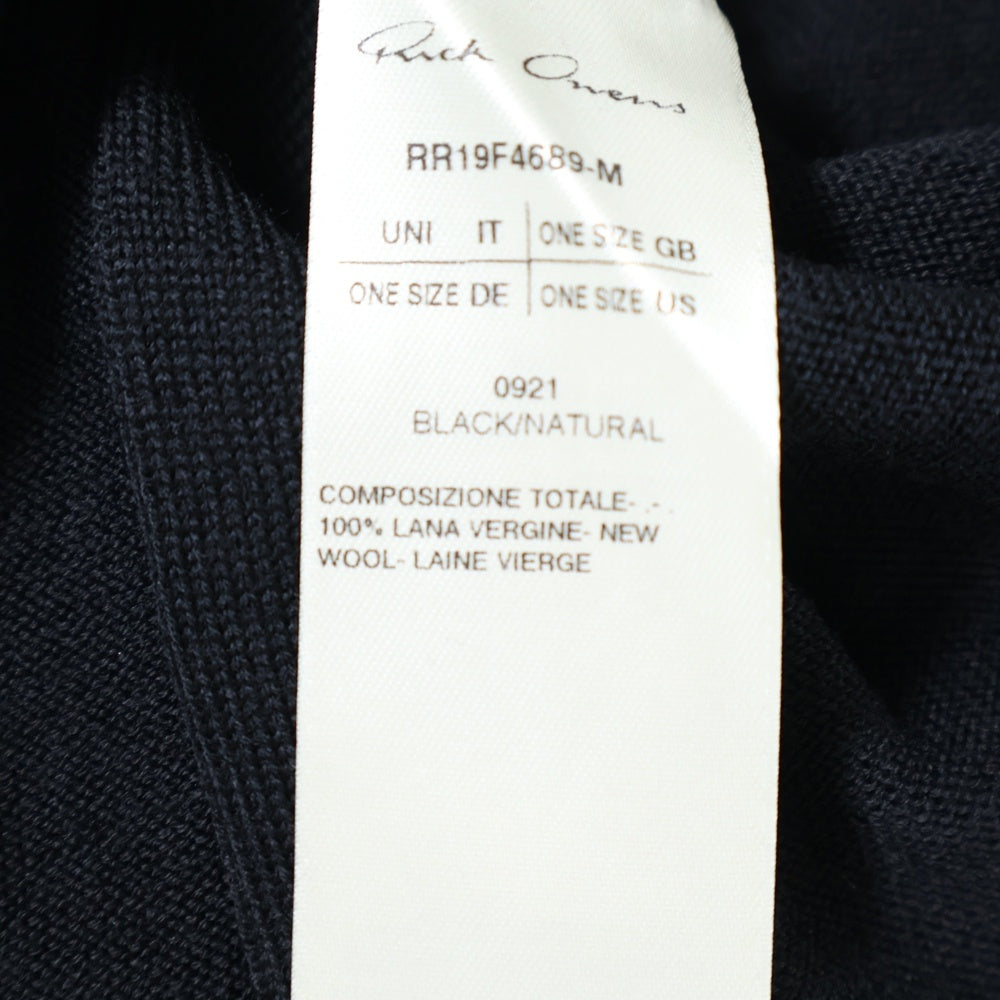 Rick Owens
RR19F4689-M
UNI IT ONE SIZE GB
ONE SIZE DE ONE SIZE US
0921
BLACK/NATURAL
COMPOSIZIONE TOTALE- .- .
100% LANA VERGINE- NEW
WOOL- LAINE VIERGE